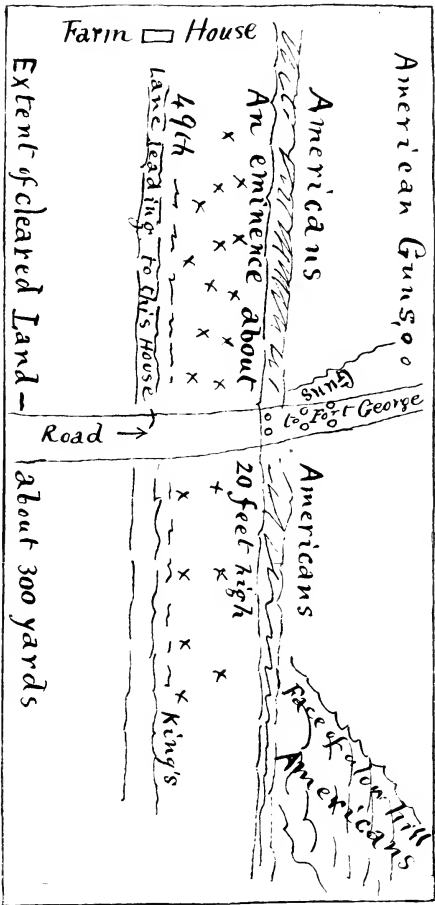 Farm House
American Guns
Americans
Guns
to Fort George
Americans
Face of a low hill
Americans
An eminence about 20 feet high
49th
King's
Lane leading to this House
Road →
Extent of cleared Land — about 300 yards